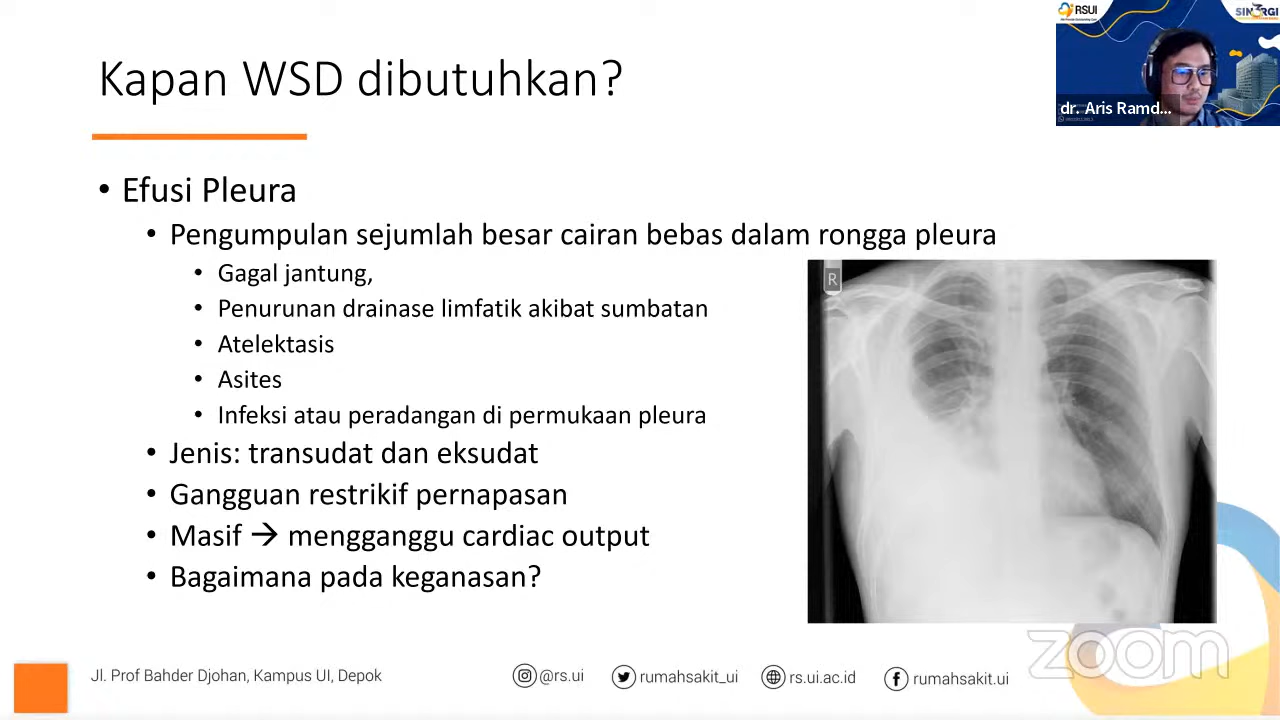 Kapan WSD dibutuhkan?
RSUI
dr. Aris Ramd...
• Efusi Pleura
• Pengumpulan sejumlah besar cairan bebas dalam rongga pleura
• Gagal jantung,
• Penurunan drainase limfatik akibat sumbatan
• Atelektasis
• Asites
• Infeksi atau peradangan di permukaan pleura
• Jenis: transudat dan eksudat
• Gangguan restrikif pernapasan
• Masif → mengganggu cardiac output
• Bagaimana pada keganasan?
R
zoom
Jl. Prof Bahder Djohan, Kampus UI, Depok
@rs.ui
rumahsakit_ui
rs.ui.ac.id
rumahsakit.ui